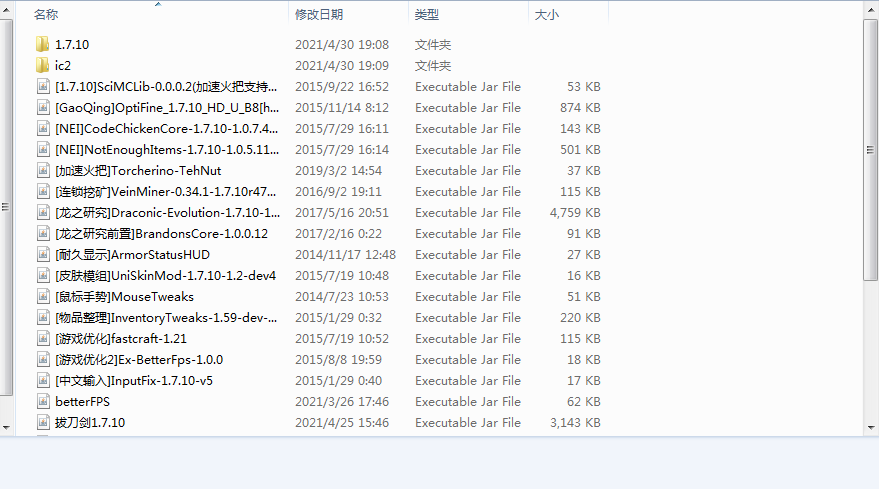 名称 修改日期 类型 大小
1.7.10 2021/4/30 19:08 文件夹
ic2 2021/4/30 19:09 文件夹
[1.7.10]SciMCLib-0.0.0.2(加速火把支持... 2015/9/22 16:52 Executable Jar File 53 KB
[GaoQing]OptiFine_1.7.10_HD_U_B8[h... 2015/11/14 8:12 Executable Jar File 874 KB
[NEI]CodeChickenCore-1.7.10-1.0.7.4... 2015/7/29 16:11 Executable Jar File 143 KB
[NEI]NotEnoughItems-1.7.10-1.0.5.11... 2015/7/29 16:14 Executable Jar File 501 KB
[加速火把]Torcherino-TehNut 2019/3/2 14:54 Executable Jar File 37 KB
[连锁挖矿]VeinMiner-0.34.1-1.7.10r47... 2016/9/2 19:11 Executable Jar File 115 KB
[龙之研究]Draconic-Evolution-1.7.10-1... 2017/5/16 20:51 Executable Jar File 4,759 KB
[龙之研究前置]BrandonsCore-1.0.0.12 2017/2/16 0:22 Executable Jar File 91 KB
[耐久显示]ArmorStatusHUD 2014/11/17 12:48 Executable Jar File 27 KB
[皮肤模组]UniSkinMod-1.7.10-1.2-dev4 2015/7/19 10:48 Executable Jar File 16 KB
[鼠标手势]MouseTweaks 2014/7/23 10:53 Executable Jar File 51 KB
[物品整理]InventoryTweaks-1.59-dev-... 2015/1/29 0:32 Executable Jar File 220 KB
[游戏优化]fastcraft-1.21 2015/7/19 10:52 Executable Jar File 115 KB
[游戏优化2]Ex-BetterFps-1.0.0 2015/8/8 19:59 Executable Jar File 18 KB
[中文输入]InputFix-1.7.10-v5 2015/1/29 0:40 Executable Jar File 17 KB
betterFPS 2021/3/26 17:46 Executable Jar File 62 KB
拔刀剑1.7.10 2021/4/25 15:46 Executable Jar File 3,143 KB